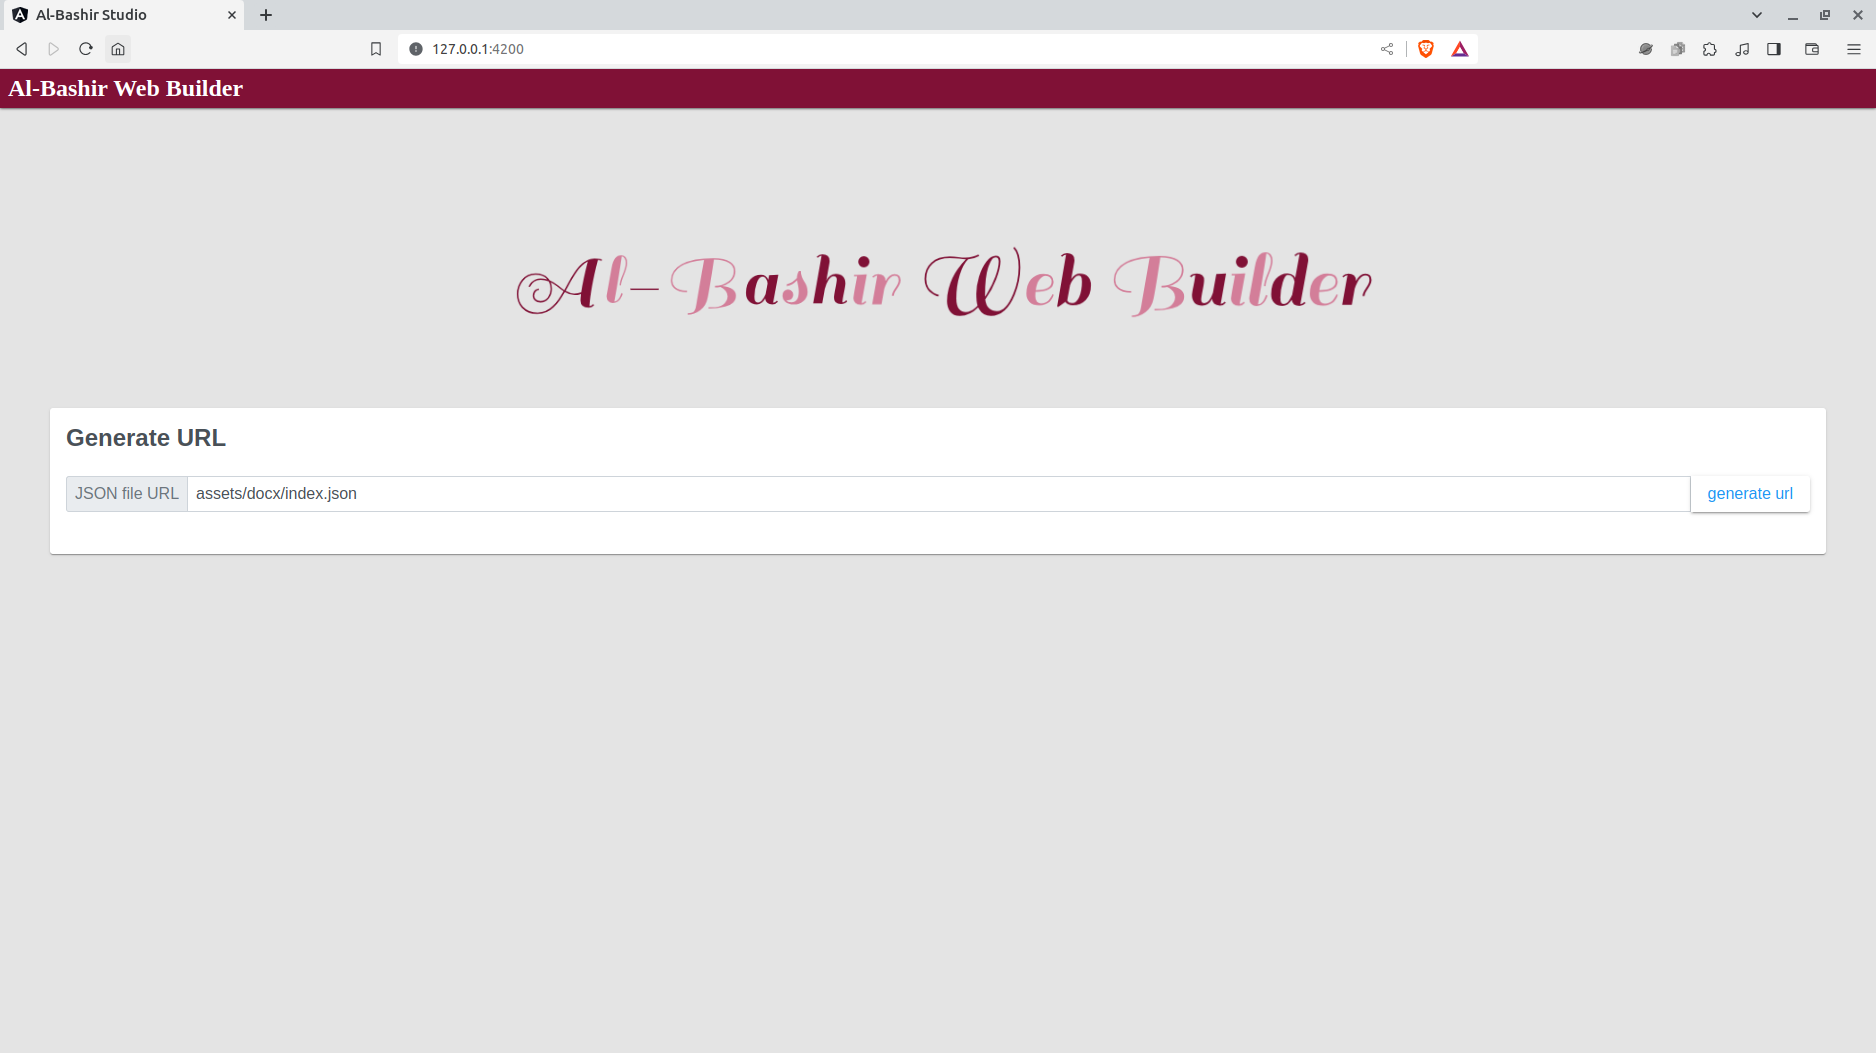 Al-Bashir Studio
127.0.0.1:4200
Al-Bashir Web Builder
Al-Bashir Web Builder
Generate URL
JSON file URL assets/docx/index.json generate url